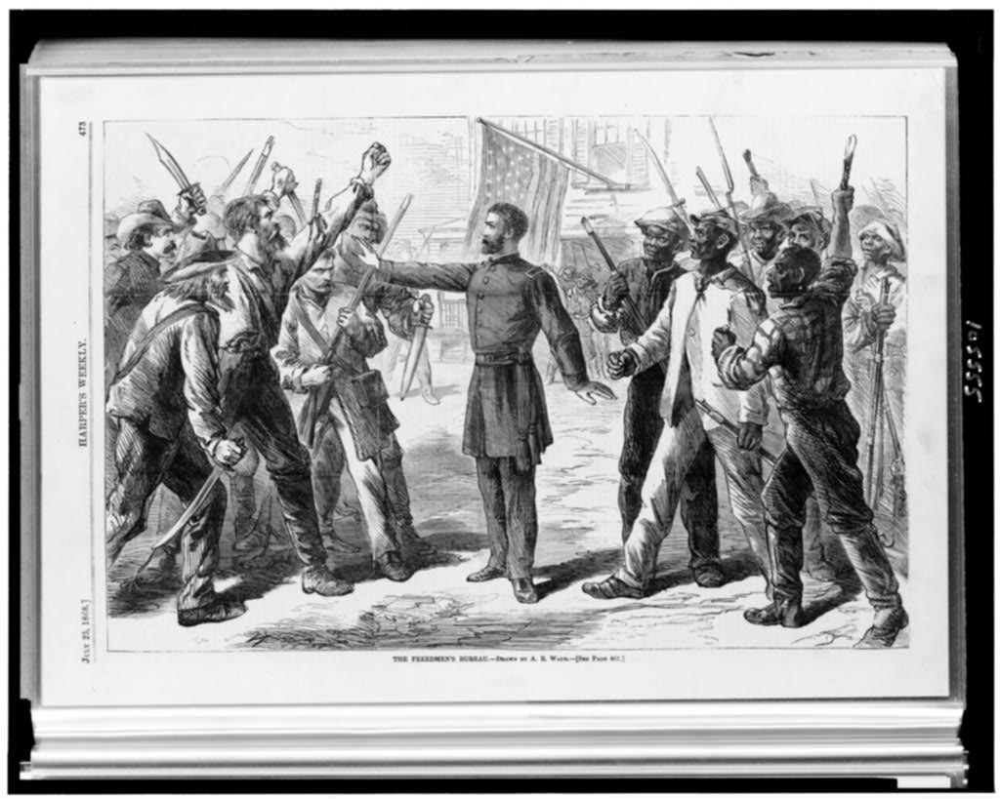 473
HARPER'S WEEKLY.
JULY 25, 1868.]
THE FREEDMEN'S BUREAU.—DRAWN BY A. R. WAUD.—[SEE PAGE 467.]
10555